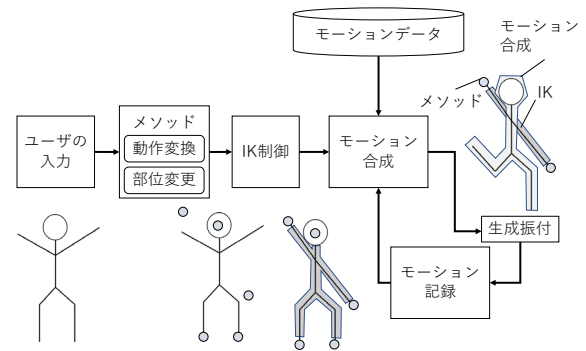 モーションデータ
モーション
合成
メソッド
IK
ユーザの
入力
メソッド
動作変換
部位変更
IK制御
モーション
合成
生成振付
モーション
記録